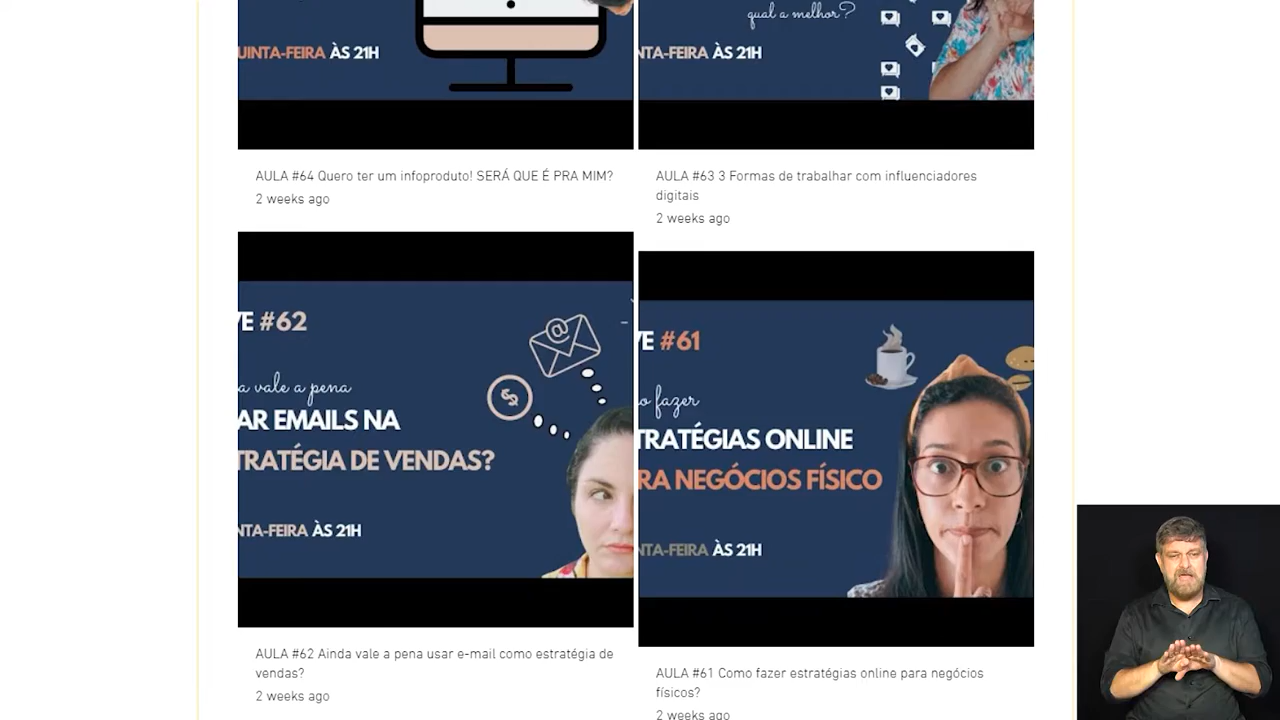 UINTA-FEIRA ÀS 21H
qual a melhor?
NTA-FEIRA ÀS 21H
AULA #64 Quero ter um infoproduto! SERÁ QUE É PRA MIM?
2 weeks ago
AULA #63 3 Formas de trabalhar com influenciadores
digitais
2 weeks ago
VE #62
a vale a pena
AR EMAILS NA
TRATÉGIA DE VENDAS?
NTA-FEIRA ÀS 21H
VE #61
o fazer
TRATÉGIAS ONLINE
RA NEGÓCIOS FÍSICO
NTA-FEIRA ÀS 21H
AULA #62 Ainda vale a pena usar e-mail como estratégia de
vendas?
2 weeks ago
AULA #61 Como fazer estratégias online para negócios
físicos?
2 weeks ago